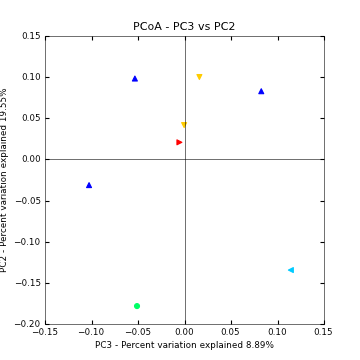 PCoA - PC3 vs PC2
0.15
0.10
0.05
0.00
−0.05
−0.10
−0.15
−0.20
PC2 - Percent variation explained 19.55%
−0.15 −0.10 −0.05 0.00 0.05 0.10 0.15
PC3 - Percent variation explained 8.89%